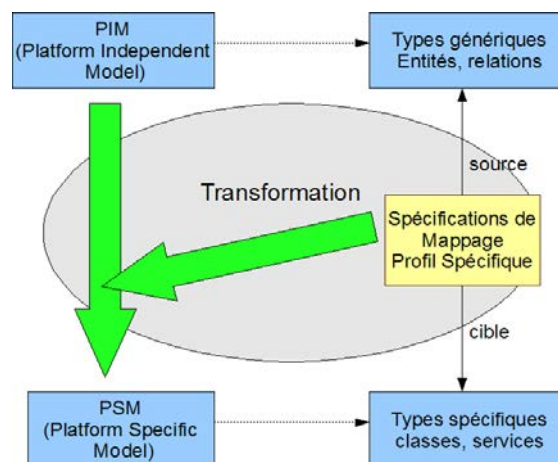 PIM
(Platform Independent
Model)
Types génériques
Entités, relations
source
Transformation
Spécifications de
Mappage
Profil Spécifique
cible
PSM
(Platform Specific
Model)
Types spécifiques
classes, services